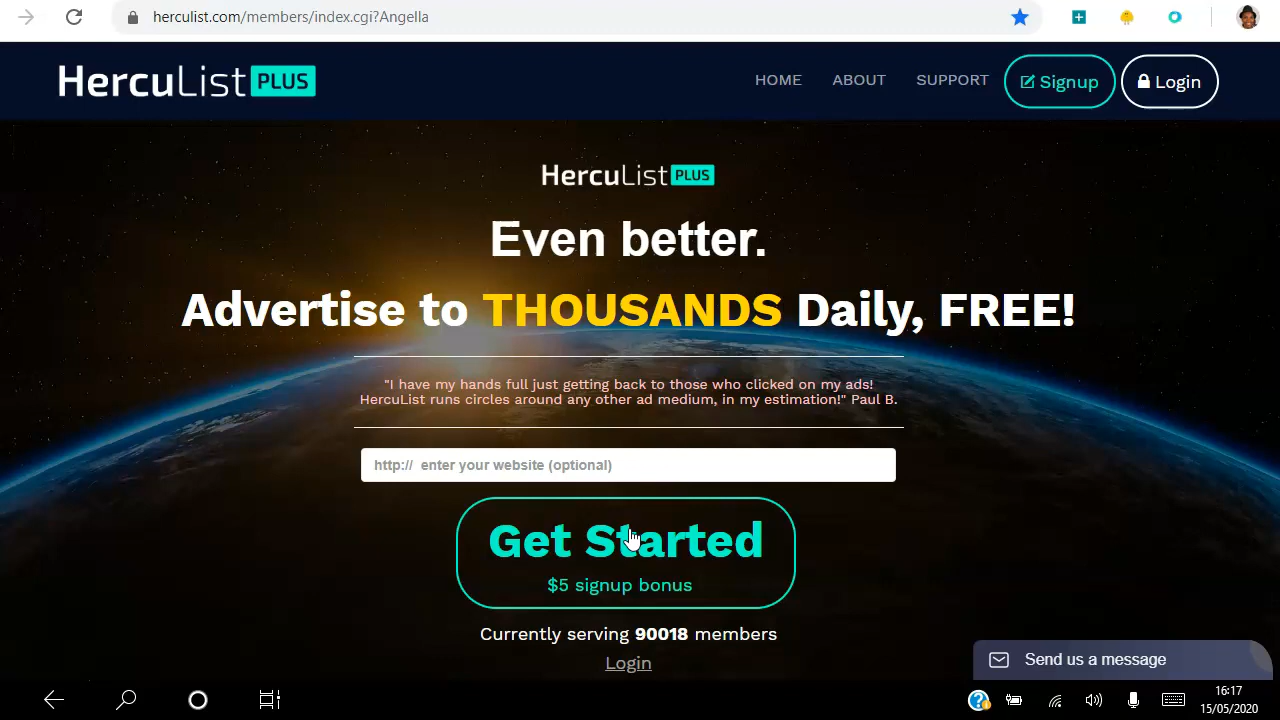 herculist.com/members/index.cgi?Angella
HercuList PLUS
HOME ABOUT SUPPORT Signup Login
HercuList PLUS
Even better.
Advertise to THOUSANDS Daily, FREE!
"I have my hands full just getting back to those who clicked on my ads!
HercuList runs circles around any other ad medium, in my estimation!" Paul B.
http:// enter your website (optional)
Get Started
$5 signup bonus
Currently serving 90018 members
Login
Send us a message
16:17
15/05/2020